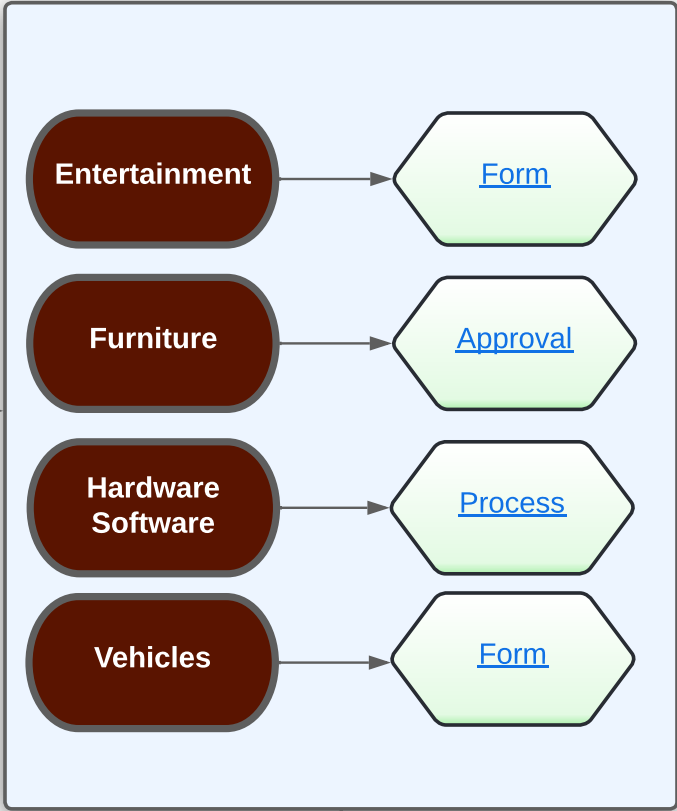 Entertainment
Form
Furniture
Approval
Hardware
Software
Process
Vehicles
Form